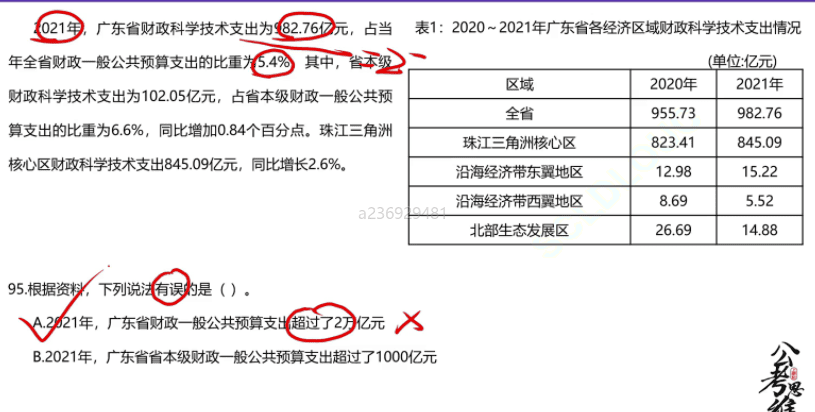 2021年，广东省财政科学技术支出为982.76亿元，占当
年全省财政一般公共预算支出的比重为5.4%。其中，省本级
财政科学技术支出为102.05亿元，占省本级财政一般公共预
算支出的比重为6.6%，同比增加0.84个百分点。珠江三角洲
核心区财政科学技术支出845.09亿元，同比增长2.6%。
表1：2020～2021年广东省各经济区域财政科学技术支出情况
(单位:亿元)
区域 2020年 2021年
全省 955.73 982.76
珠江三角洲核心区 823.41 845.09
沿海经济带东翼地区 12.98 15.22
沿海经济带西翼地区 8.69 5.52
北部生态发展区 26.69 14.88
a236929481
95.根据资料，下列说法有误的是（ ）。
A.2021年，广东省财政一般公共预算支出超过了2万亿元
B.2021年，广东省省本级财政一般公共预算支出超过了1000亿元
公考思维